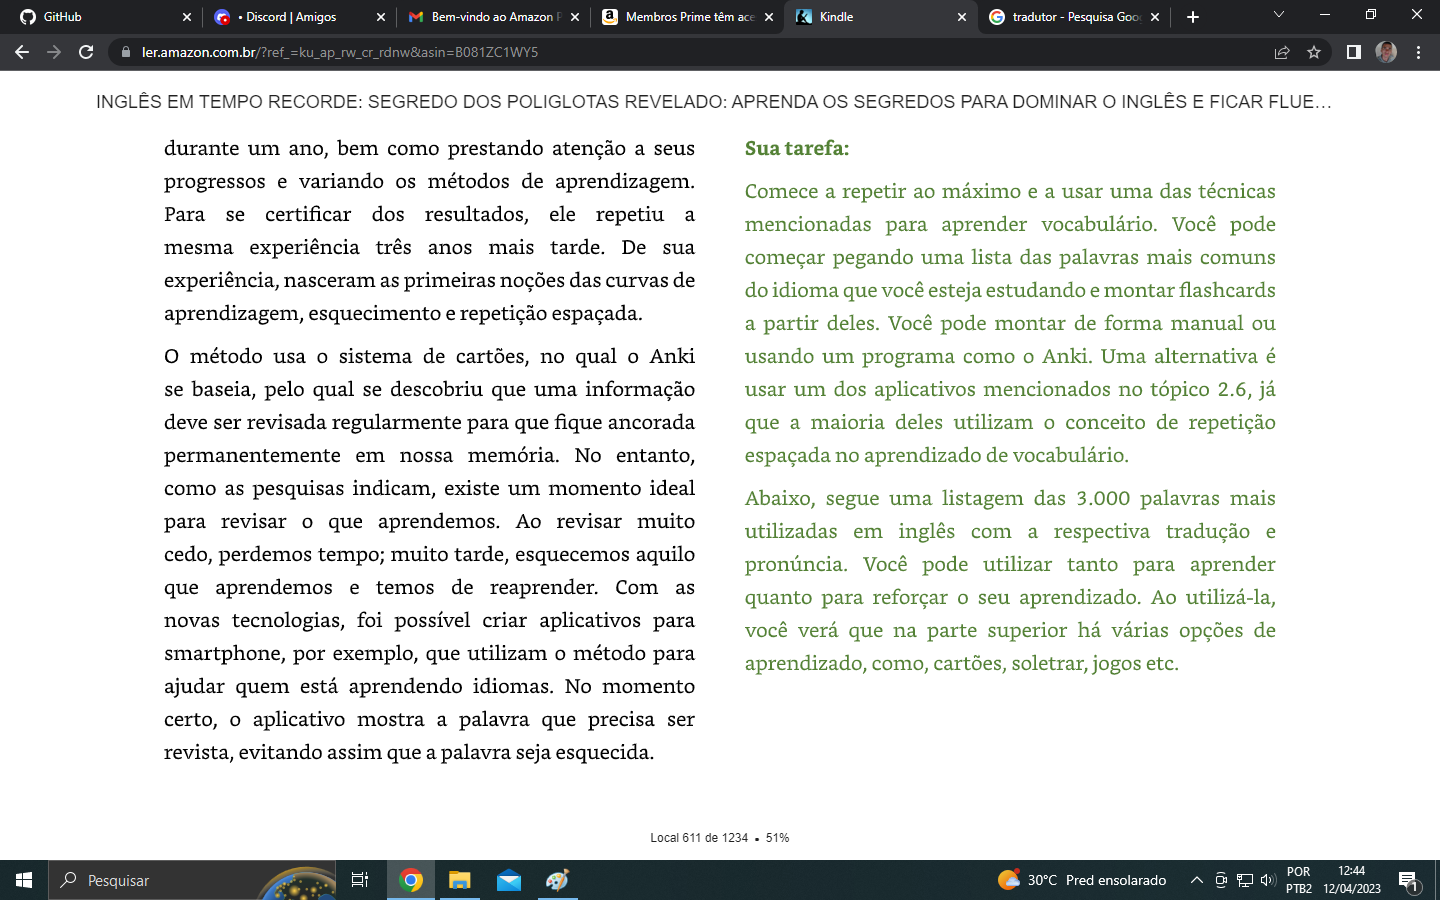 GitHub
• Discord | Amigos
Bem-vindo ao Amazon P
Membros Prime têm ace
Kindle
tradutor - Pesquisa Goo
ler.amazon.com.br/?ref_=ku_ap_rw_cr_rdnw&asin=B081ZC1WY5
INGLÊS EM TEMPO RECORDE: SEGREDO DOS POLIGLOTAS REVELADO: APRENDA OS SEGREDOS PARA DOMINAR O INGLÊS E FICAR FLUE…
durante um ano, bem como prestando atenção a seus
progressos e variando os métodos de aprendizagem.
Para se certificar dos resultados, ele repetiu a
mesma experiência três anos mais tarde. De sua
experiência, nasceram as primeiras noções das curvas de
aprendizagem, esquecimento e repetição espaçada.
O método usa o sistema de cartões, no qual o Anki
se baseia, pelo qual se descobriu que uma informação
deve ser revisada regularmente para que fique ancorada
permanentemente em nossa memória. No entanto,
como as pesquisas indicam, existe um momento ideal
para revisar o que aprendemos. Ao revisar muito
cedo, perdemos tempo; muito tarde, esquecemos aquilo
que aprendemos e temos de reaprender. Com as
novas tecnologias, foi possível criar aplicativos para
smartphone, por exemplo, que utilizam o método para
ajudar quem está aprendendo idiomas. No momento
certo, o aplicativo mostra a palavra que precisa ser
revista, evitando assim que a palavra seja esquecida.
Sua tarefa:
Comece a repetir ao máximo e a usar uma das técnicas
mencionadas para aprender vocabulário. Você pode
começar pegando uma lista das palavras mais comuns
do idioma que você esteja estudando e montar flashcards
a partir deles. Você pode montar de forma manual ou
usando um programa como o Anki. Uma alternativa é
usar um dos aplicativos mencionados no tópico 2.6, já
que a maioria deles utilizam o conceito de repetição
espaçada no aprendizado de vocabulário.
Abaixo, segue uma listagem das 3.000 palavras mais
utilizadas em inglês com a respectiva tradução e
pronúncia. Você pode utilizar tanto para aprender
quanto para reforçar o seu aprendizado. Ao utilizá-la,
você verá que na parte superior há várias opções de
aprendizado, como, cartões, soletrar, jogos etc.
Local 611 de 1234 • 51%
Pesquisar
30°C Pred ensolarado
POR
PTB2
12:44
12/04/2023
1